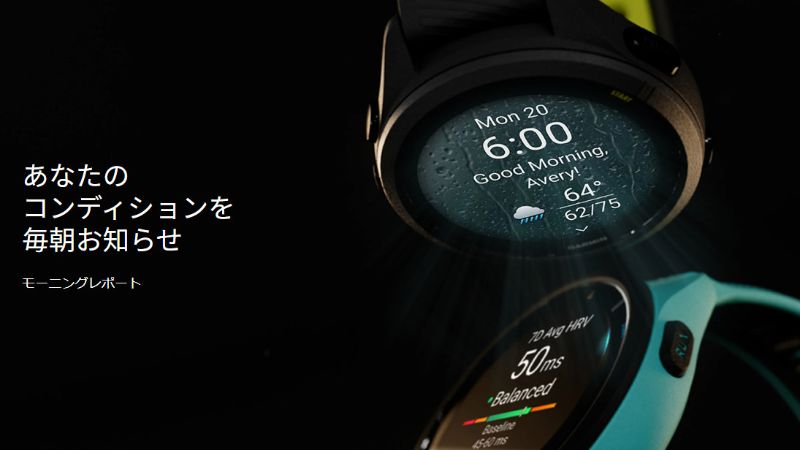 あなたの
コンディションを
毎朝お知らせ
モーニングレポート
START
Mon 20
6:00
Good Morning,
Avery!
64°
62/75
GARMIN
7D Avg HRV
50ms
Balanced
Baseline
45-60 ms
RUN